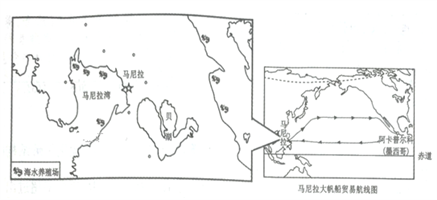 马尼拉
马尼拉湾
贝
湖
海水养殖场
马尼拉
阿卡普尔科
(墨西哥)
赤道
马尼拉大帆船贸易航线图